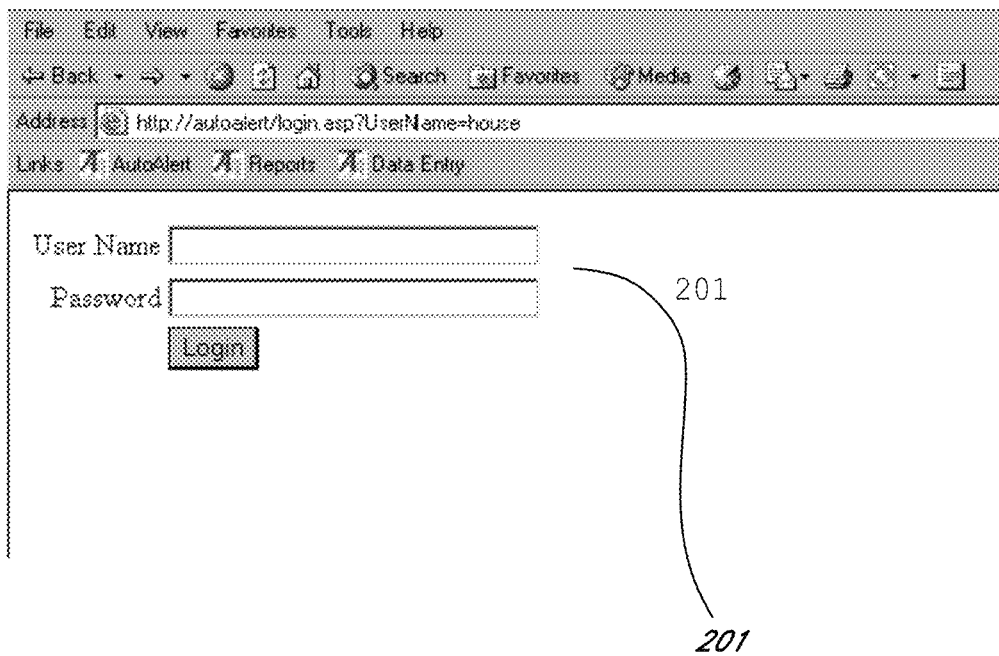 File Edit View Favorites Tools Help
Back Search Favorites Media
Address http://autoalert/login.asp?UserName=house
Links AutoAlert Reports Data Entry
User Name
201
Password
Login
201